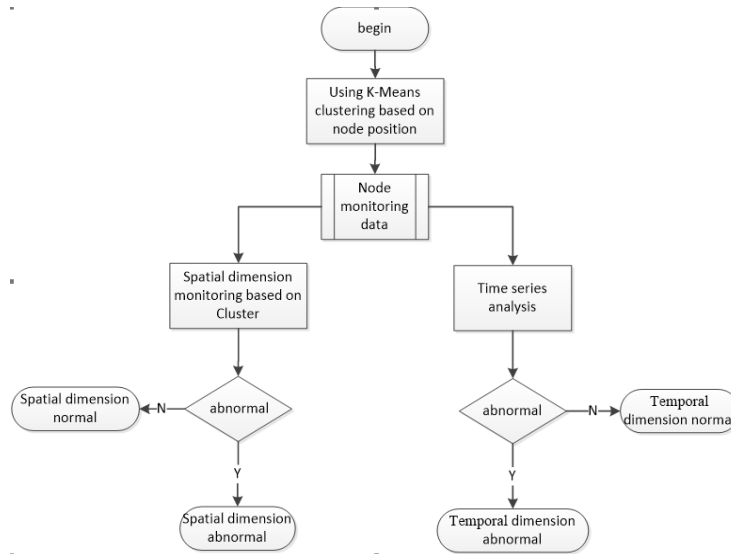 begin
Using K-Means
clustering based on
node position
Node
monitoring
data
Spatial dimension
monitoring based on
Cluster
Time series
analysis
Spatial dimension
normal
N
abnormal
abnormal
N
Temporal
dimension norma
Y
Y
Spatial dimension
abnormal
Temporal dimension
abnormal